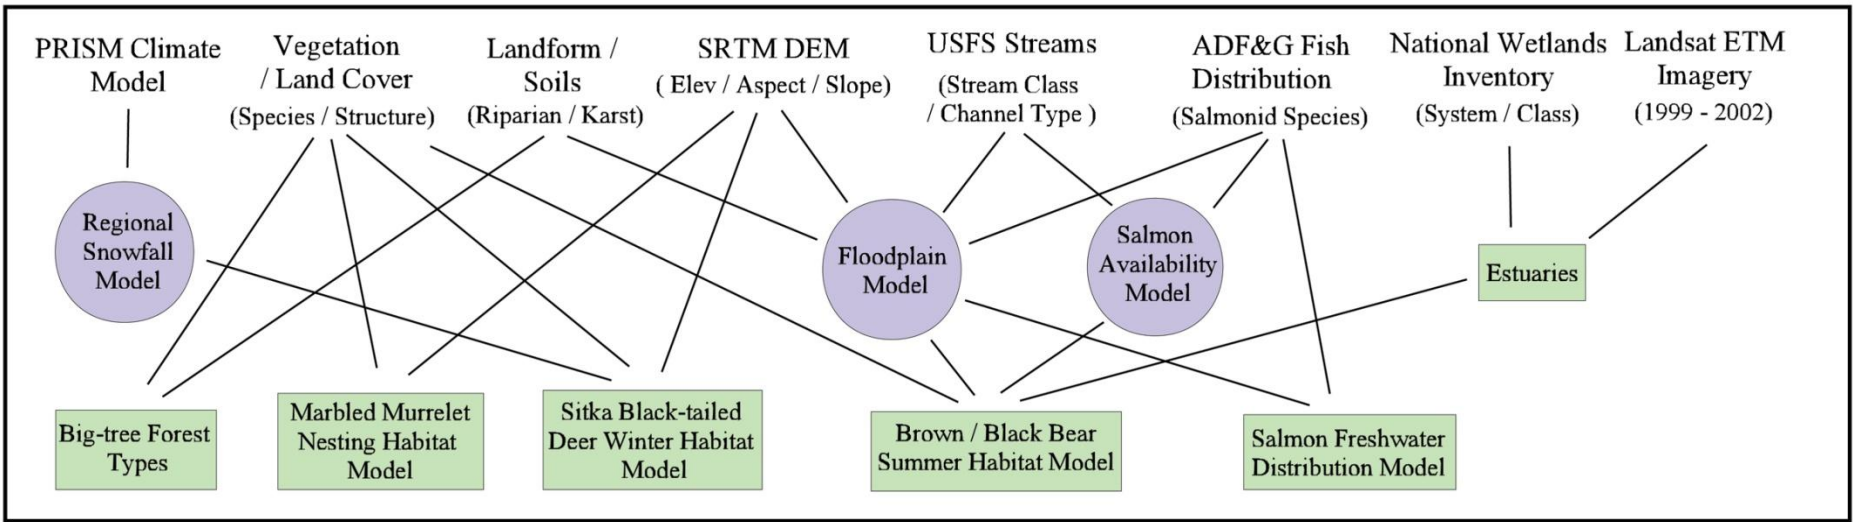 PRISM Climate
Model
Vegetation
/ Land Cover
(Species / Structure)
Landform /
Soils
(Riparian / Karst)
SRTM DEM
( Elev / Aspect / Slope)
USFS Streams
(Stream Class
/ Channel Type )
ADF&G Fish
Distribution
(Salmonid Species)
National Wetlands
Inventory
(System / Class)
Landsat ETM
Imagery
(1999 - 2002)
Regional
Snowfall
Model
Floodplain
Model
Salmon
Availability
Model
Estuaries
Big-tree Forest
Types
Marbled Murrelet
Nesting Habitat
Model
Sitka Black-tailed
Deer Winter Habitat
Model
Brown / Black Bear
Summer Habitat Model
Salmon Freshwater
Distribution Model